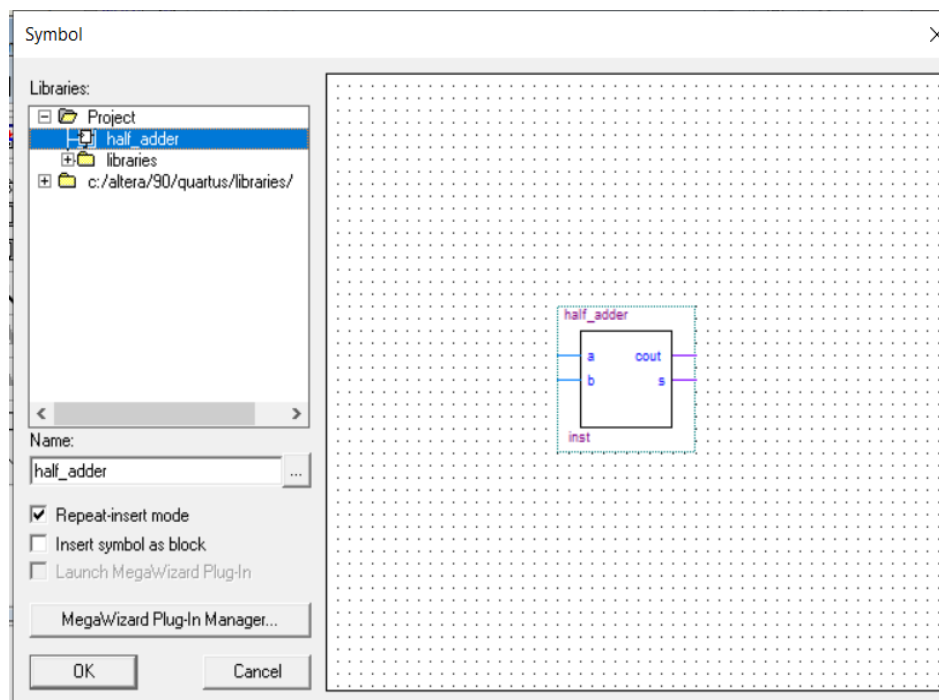 Symbol
Libraries:
Project
half_adder
libraries
c:/altera/90/quartus/libraries/
Name:
half_adder
...
Repeat-insert mode
Insert symbol as block
Launch MegaWizard Plug-In
MegaWizard Plug-In Manager...
OK
Cancel
half_adder
a cout
b s
inst